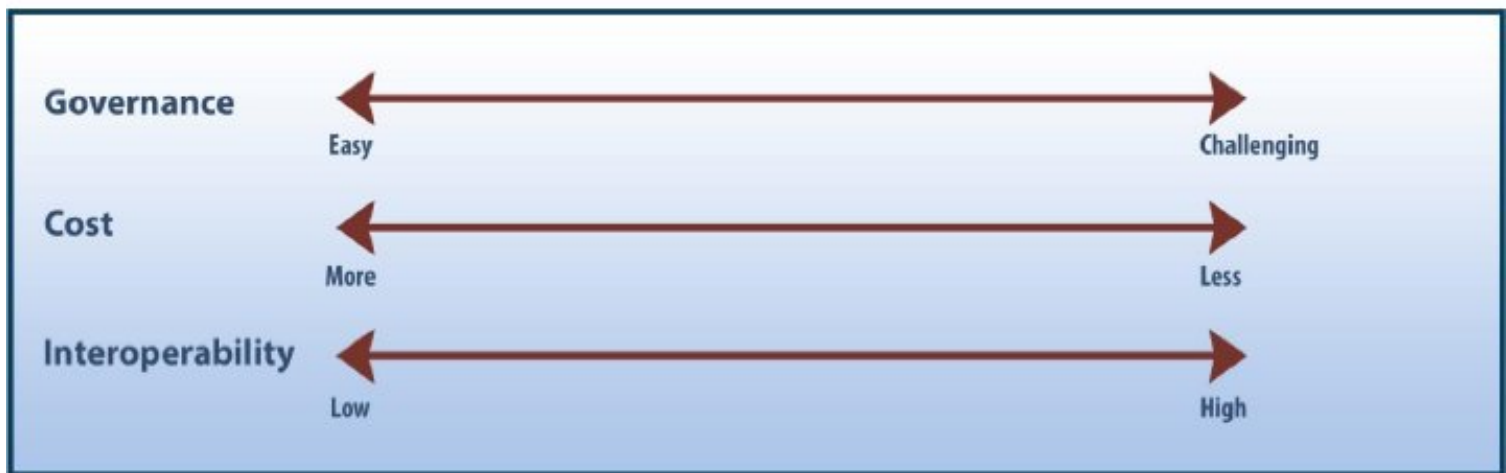 Governance
Easy
Challenging
Cost
More
Less
Interoperability
Low
High